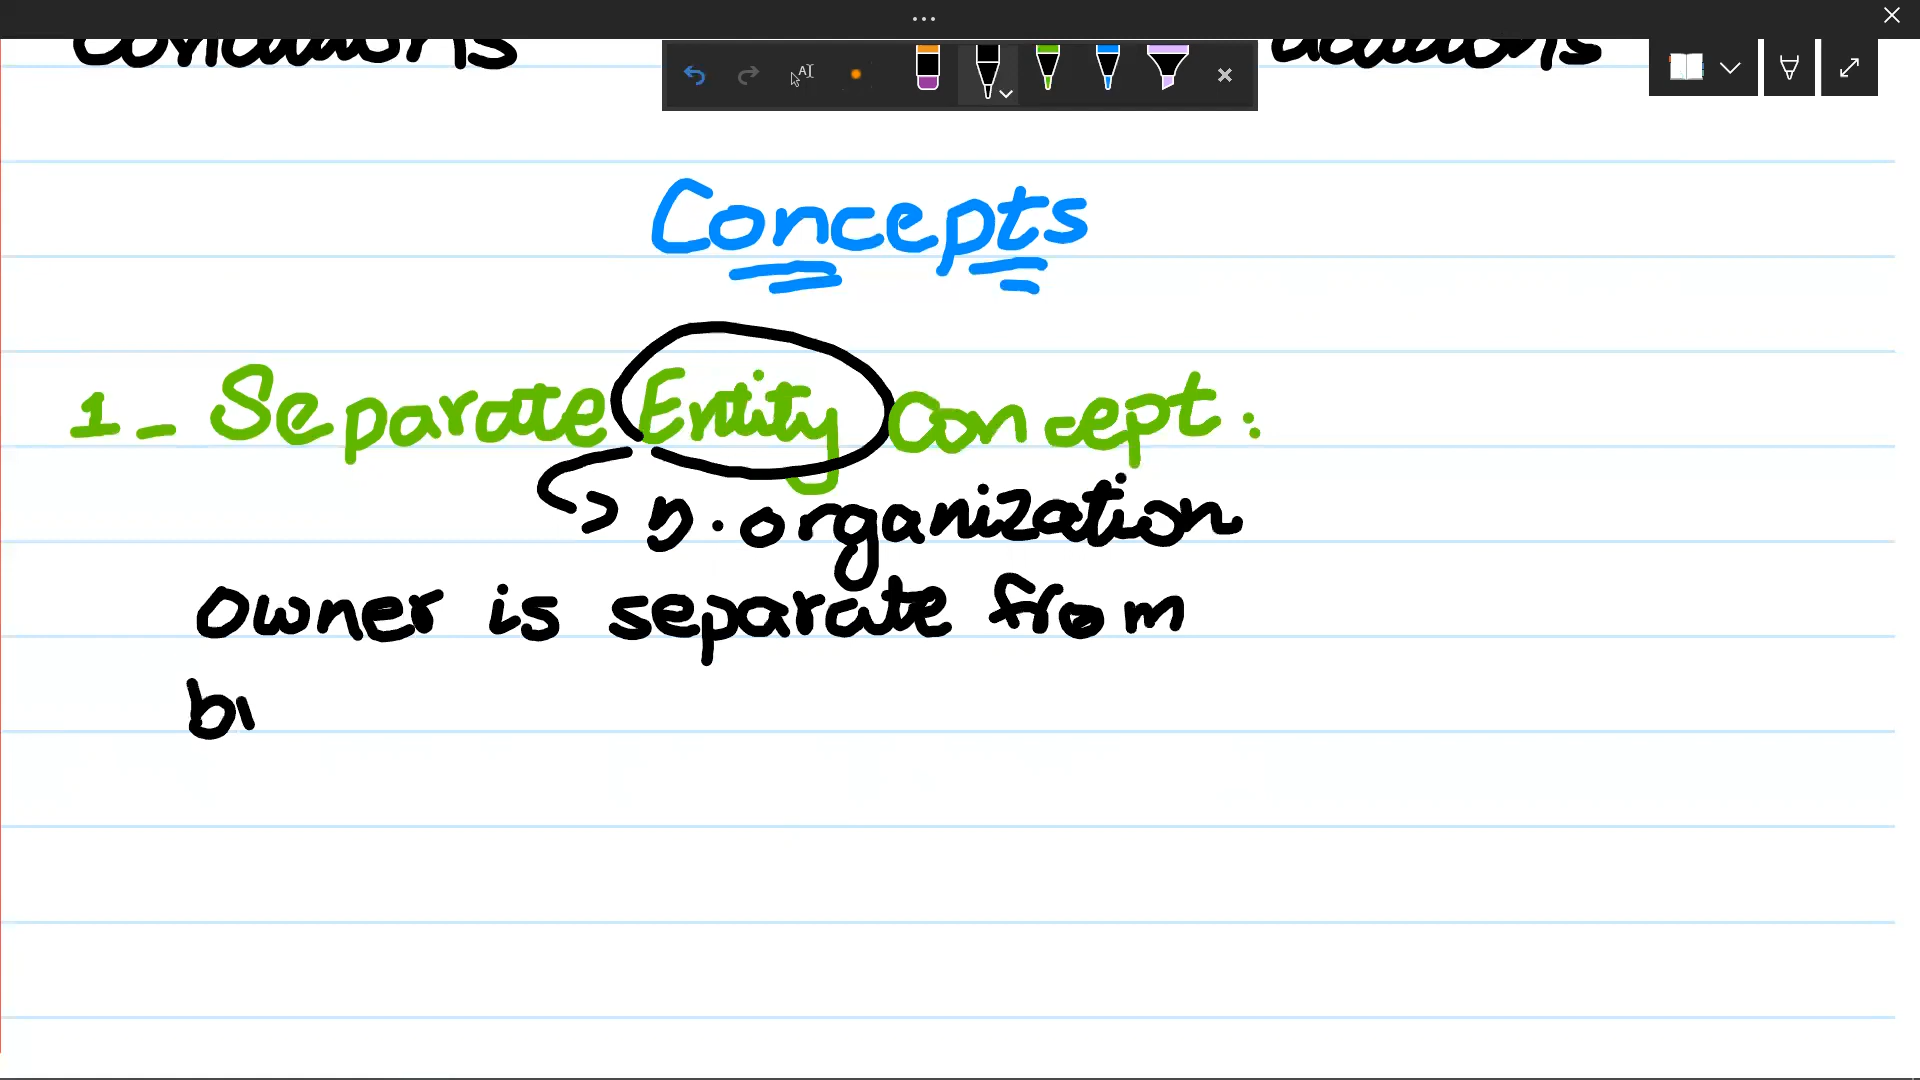 Concepts
1- Separate Entity Concept:
b. organization
owner is separate from